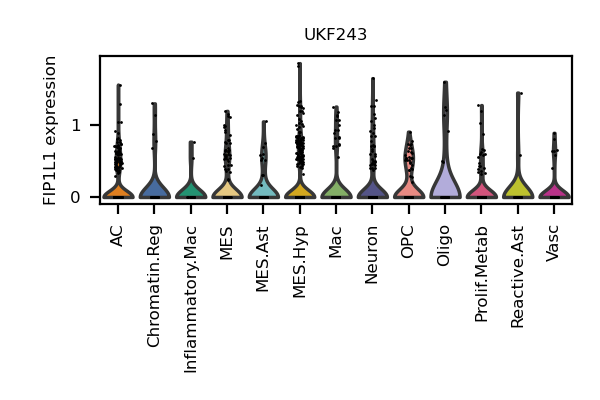 UKF243
FIP1L1 expression
1
0
AC
Chromatin.Reg
Inflammatory.Mac
MES
MES.Ast
MES.Hyp
Mac
Neuron
OPC
Oligo
Prolif.Metab
Reactive.Ast
Vasc